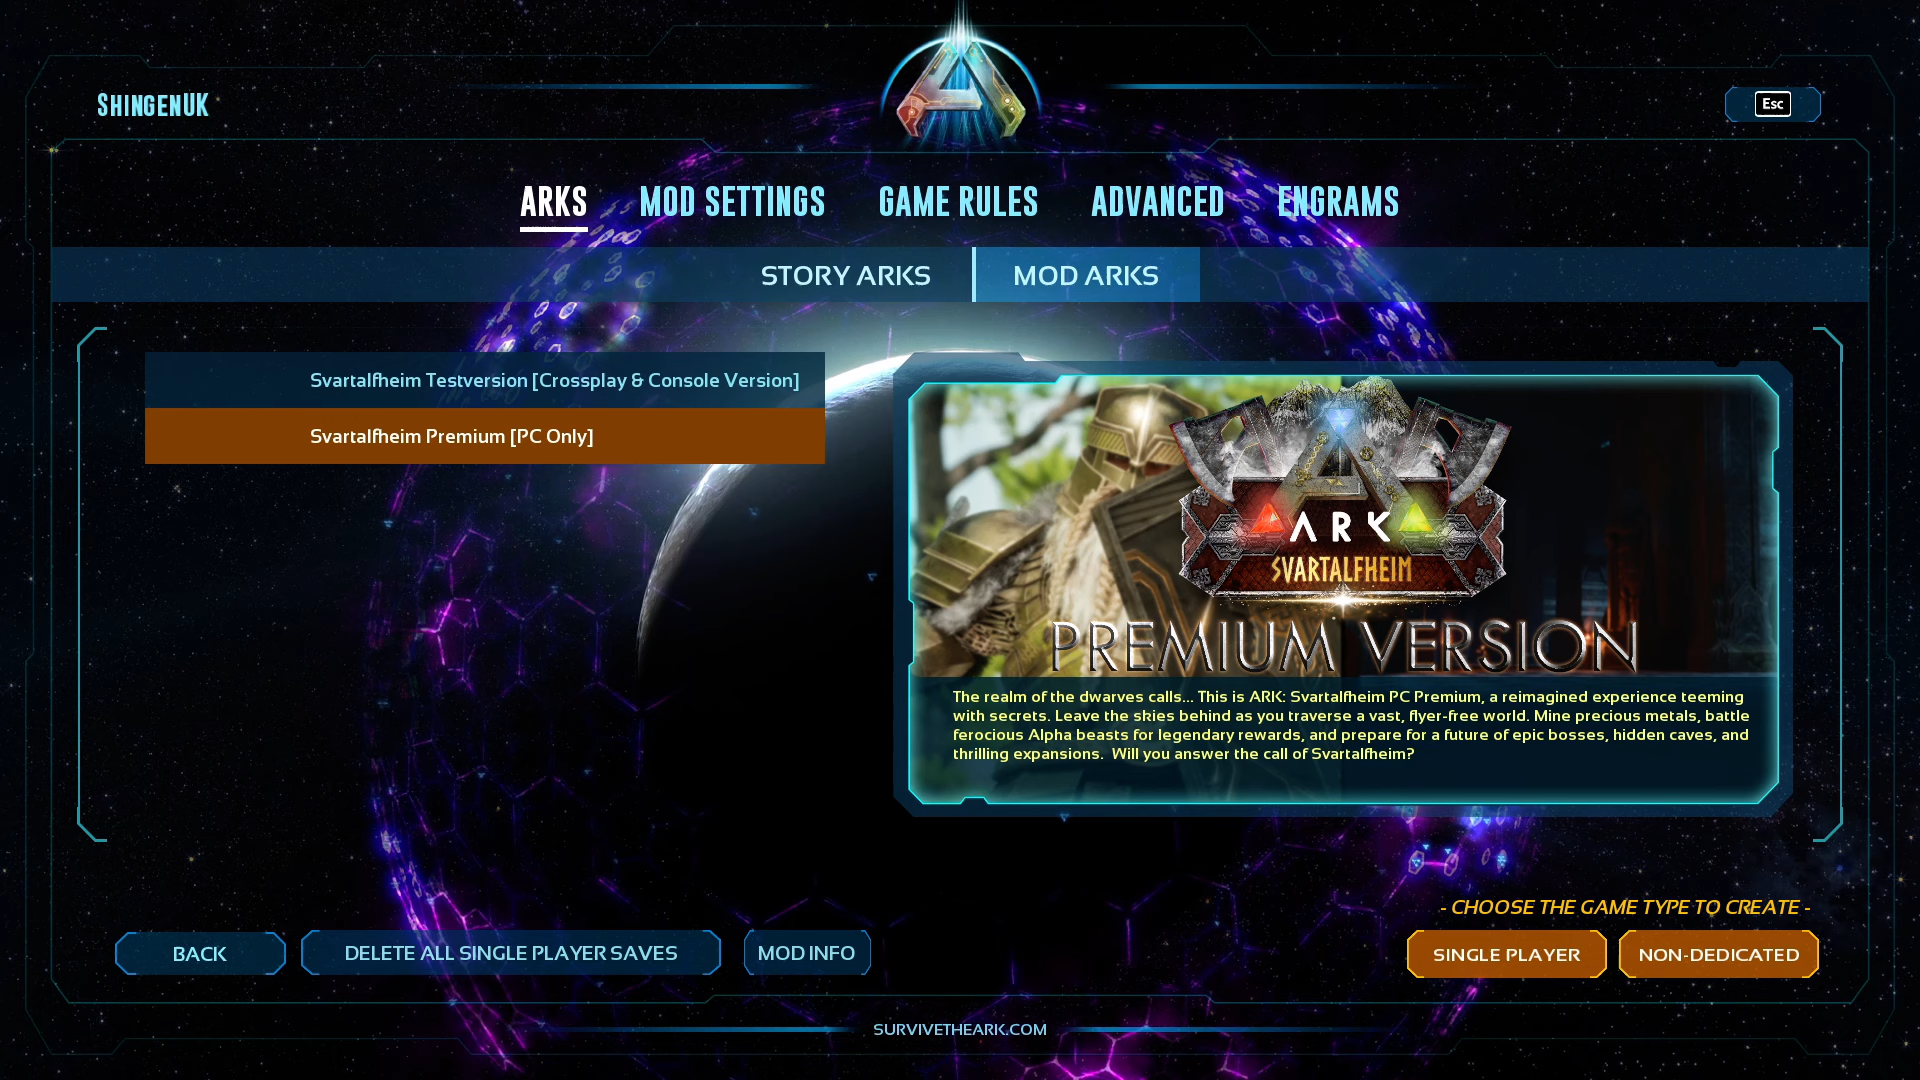 ShingenUK
Esc
ARKS
MOD SETTINGS
GAME RULES
ADVANCED
ENGRAMS
STORY ARKS
MOD ARKS
Svartalfheim Testversion [Crossplay & Console Version]
Svartalfheim Premium [PC Only]
ARK
SVARTALFHEIM
PREMIUM VERSION
The realm of the dwarves calls... This is ARK: Svartalfheim PC Premium, a reimagined experience teeming
with secrets. Leave the skies behind as you traverse a vast, flyer-free world. Mine precious metals, battle
ferocious Alpha beasts for legendary rewards, and prepare for a future of epic bosses, hidden caves, and
thrilling expansions.  Will you answer the call of Svartalfheim?
- CHOOSE THE GAME TYPE TO CREATE -
BACK
DELETE ALL SINGLE PLAYER SAVES
MOD INFO
SINGLE PLAYER
NON-DEDICATED
SURVIVETHEARK.COM